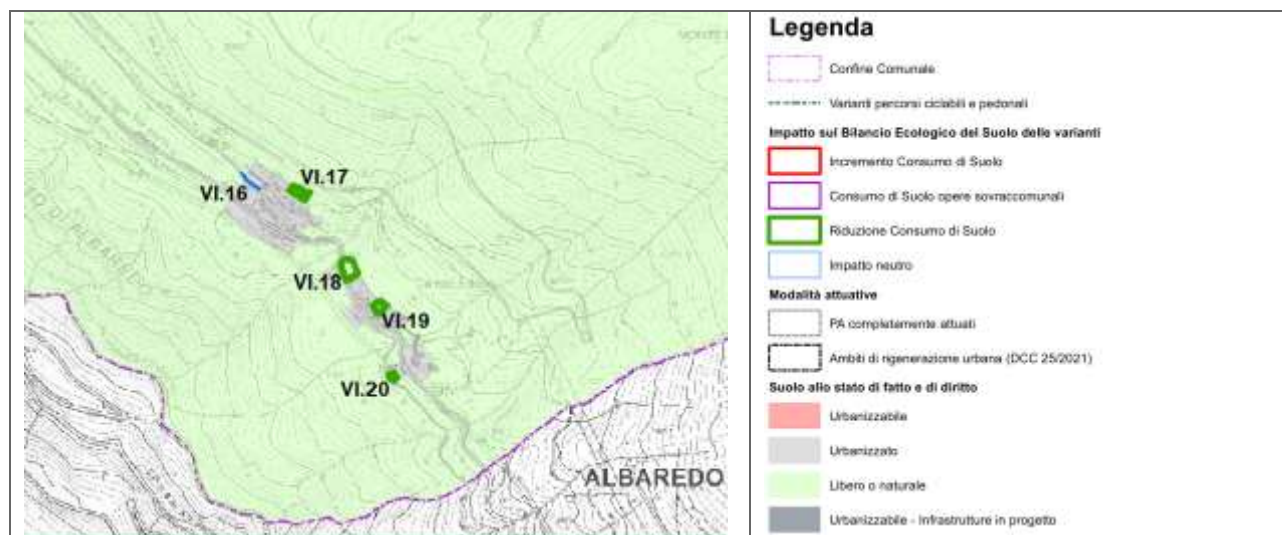 VI.17
VI.16
VI.18
VI.19
VI.20
ALBAREDO
Legenda
Confine Comunale
Varianti percorsi ciclabili e pedonali
Impatto sul Bilancio Ecologico del Suolo delle varianti
Incremento Consumo di Suolo
Consumo di Suolo opere sovraccomunali
Riduzione Consumo di Suolo
Impatto neutro
Modalità attuative
PA completamente attuati
Ambiti di rigenerazione urbana (DCC 25/2021)
Suolo allo stato di fatto e di diritto
Urbanizzabile
Urbanizzato
Libero o naturale
Urbanizzabile - Infrastrutture in progetto